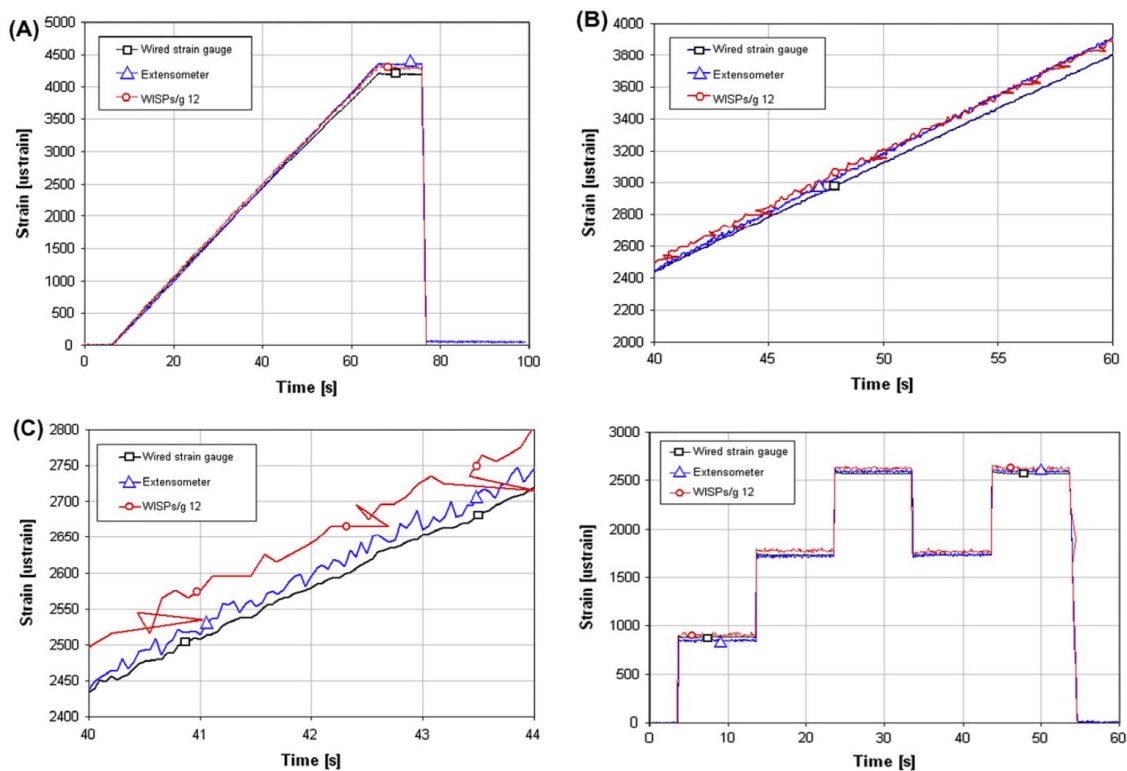 (A)
Strain [ustrain]
5000
4500
4000
3500
3000
2500
2000
1500
1000
500
0
Wired strain gauge
Extensometer
WISPs/g 12
0 20 40 60 80 100
Time [s]
(B)
Strain [ustrain]
4000
3800
3600
3400
3200
3000
2800
2600
2400
2200
2000
Wired strain gauge
Extensometer
WISPs/g 12
40 45 50 55 60
Time [s]
(C)
Strain [ustrain]
2800
2750
2700
2650
2600
2550
2500
2450
2400
Wired strain gauge
Extensometer
WISPs/g 12
40 41 42 43 44
Time [s]
Strain [ustrain]
3000
2500
2000
1500
1000
500
0
Wired strain gauge
Extensometer
WISPs/g 12
0 10 20 30 40 50 60
Time [s]